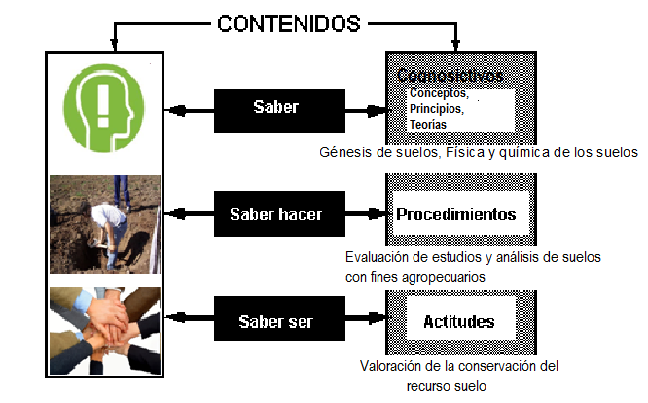 CONTENIDOS
Saber
Cognosictivos
Conceptos,
Principios,
Teorías
Génesis de suelos, Física y química de los suelos
Saber hacer
Procedimientos
Evaluación de estudios y análisis de suelos
con fines agropecuarios
Saber ser
Actitudes
Valoración de la conservación del
recurso suelo